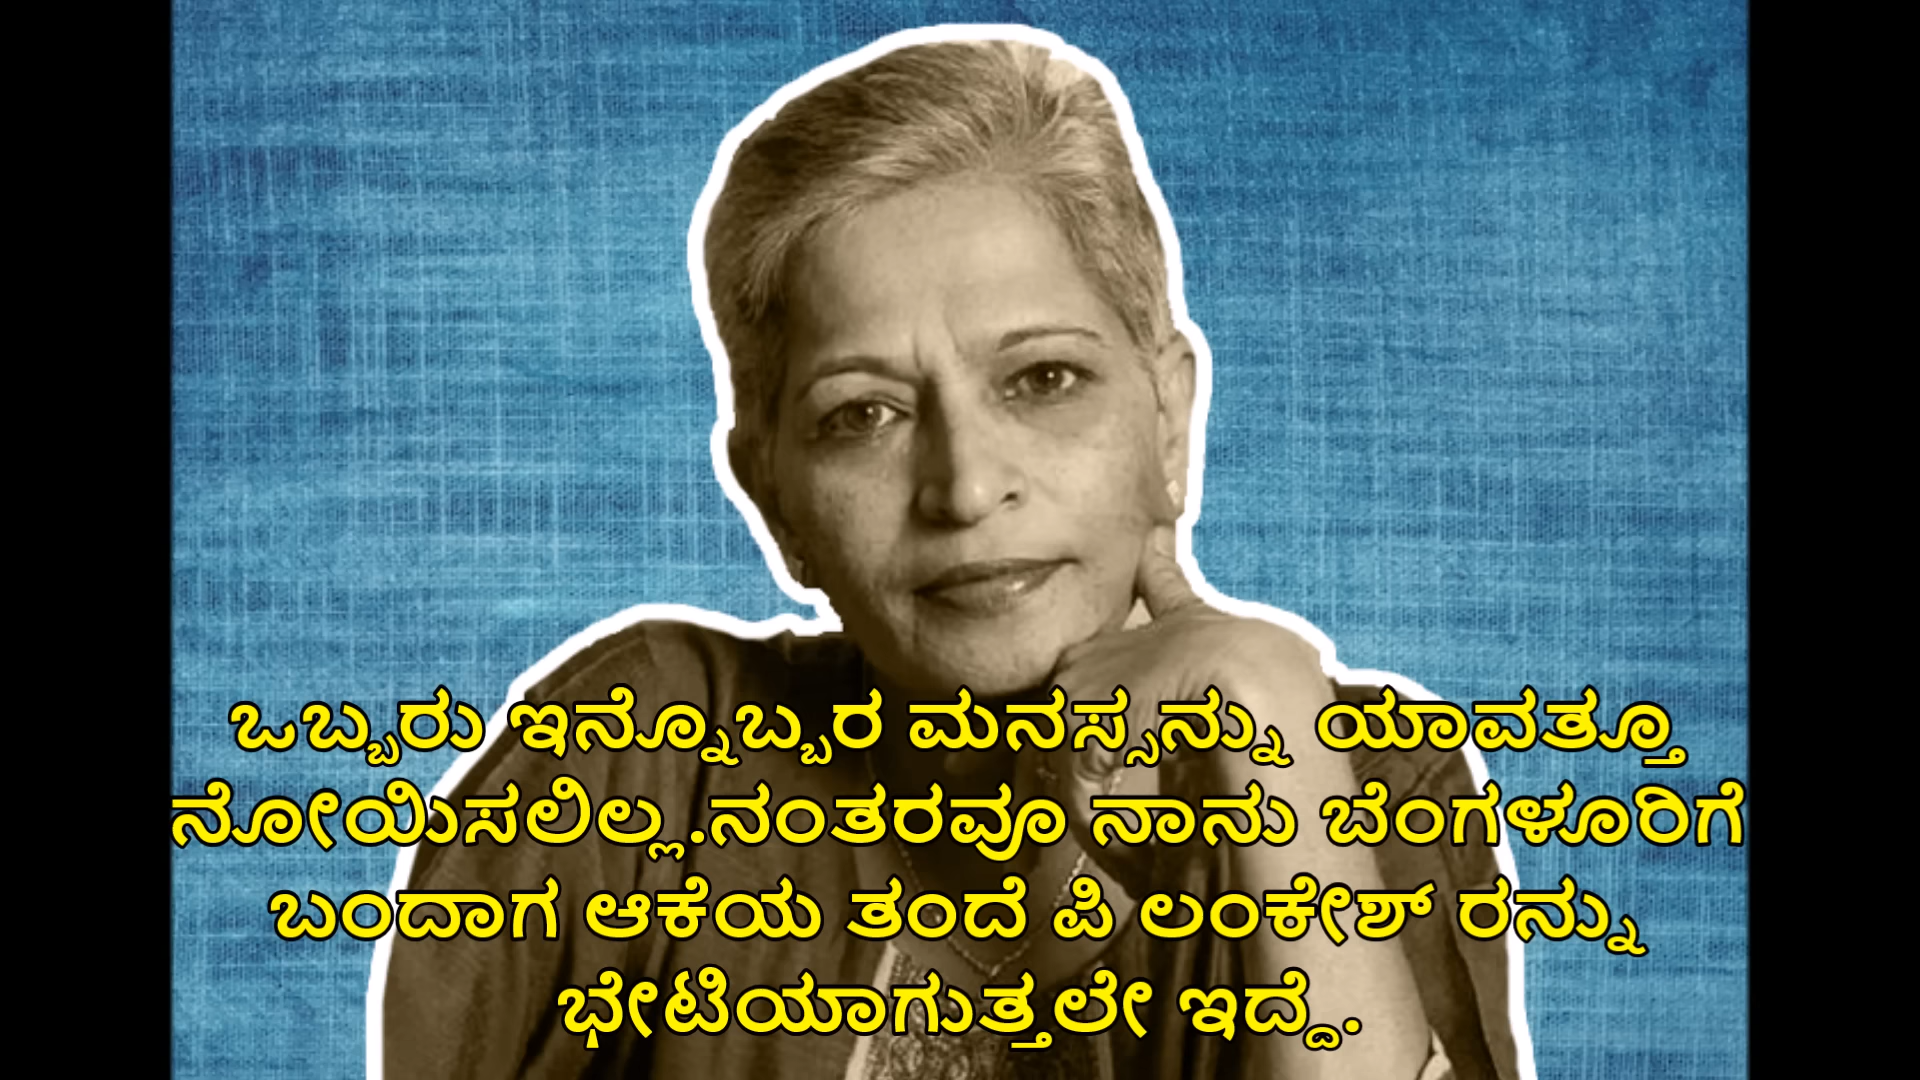 ಒಬ್ಬರು ಇನ್ನೊಬ್ಬರ ಮನಸ್ಸನ್ನು ಯಾವತ್ತೂ
ನೋಯಿಸಲಿಲ್ಲ.ನಂತರವೂ ನಾನು ಬೆಂಗಳೂರಿಗೆ
ಬಂದಾಗ ಆಕೆಯ ತಂದೆ ಪಿ ಲಂಕೇಶ್ ರನ್ನು
ಭೇಟಿಯಾಗುತ್ತಲೇ ಇದ್ದೆ.